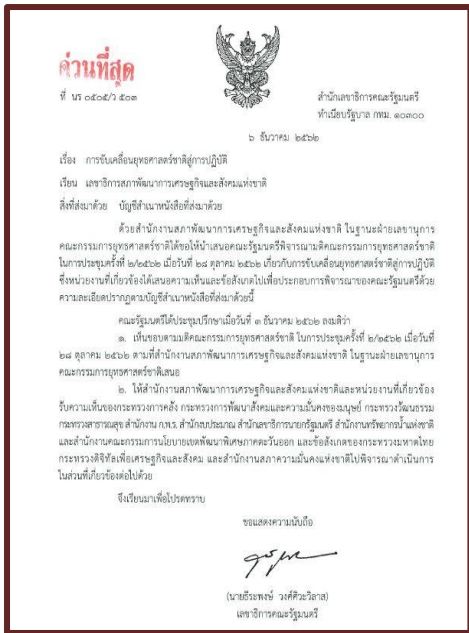 ด่วนที่สุด
ที่ นร ๐๕๐๕/ว ๕๐๓
สำนักเลขาธิการคณะรัฐมนตรี
ทำเนียบรัฐบาล กทม. ๑๐๓๐๐
๖ ธันวาคม ๒๕๖๒
เรื่อง การขับเคลื่อนยุทธศาสตร์ชาติสู่การปฏิบัติ
เรียน เลขาธิการสภาพัฒนาการเศรษฐกิจและสังคมแห่งชาติ
สิ่งที่ส่งมาด้วย บัญชีสำเนาหนังสือที่ส่งมาด้วย
ด้วยสำนักงานสภาพัฒนาการเศรษฐกิจและสังคมแห่งชาติ ในฐานะฝ่ายเลขานุการ
คณะกรรมการยุทธศาสตร์ชาติได้ขอให้นำเสนอคณะรัฐมนตรีพิจารณามติคณะกรรมการยุทธศาสตร์ชาติ
ในการประชุมครั้งที่ ๒/๒๕๖๒ เมื่อวันที่ ๒๘ ตุลาคม ๒๕๖๒ เกี่ยวกับการขับเคลื่อนยุทธศาสตร์ชาติสู่การปฏิบัติ
ซึ่งหน่วยงานที่เกี่ยวข้องได้เสนอความเห็นและข้อสังเกตไปเพื่อประกอบการพิจารณาของคณะรัฐมนตรีด้วย
ความละเอียดปรากฏตามบัญชีสำเนาหนังสือที่ส่งมาด้วยนี้
คณะรัฐมนตรีได้ประชุมปรึกษาเมื่อวันที่ ๓ ธันวาคม ๒๕๖๒ ลงมติว่า
๑. เห็นชอบตามมติคณะกรรมการยุทธศาสตร์ชาติ ในการประชุมครั้งที่ ๒/๒๕๖๒ เมื่อวันที่
๒๘ ตุลาคม ๒๕๖๒ ตามที่สำนักงานสภาพัฒนาการเศรษฐกิจและสังคมแห่งชาติ ในฐานะฝ่ายเลขานุการ
คณะกรรมการยุทธศาสตร์ชาติเสนอ
๒. ให้สำนักงานสภาพัฒนาการเศรษฐกิจและสังคมแห่งชาติและหน่วยงานที่เกี่ยวข้อง
รับความเห็นของกระทรวงการคลัง กระทรวงการพัฒนาสังคมและความมั่นคงของมนุษย์ กระทรวงวัฒนธรรม
กระทรวงสาธารณสุข สำนักงาน ก.พ.ร. สำนักงบประมาณ สำนักเลขาธิการนายกรัฐมนตรี สำนักงานทรัพยากรน้ำแห่งชาติ
และสำนักงานคณะกรรมการนโยบายเขตพัฒนาพิเศษภาคตะวันออก และข้อสังเกตของกระทรวงมหาดไทย
กระทรวงดิจิทัลเพื่อเศรษฐกิจและสังคม และสำนักงานสภาความมั่นคงแห่งชาติไปพิจารณาดำเนินการ
ในส่วนที่เกี่ยวข้องต่อไปด้วย
จึงเรียนมาเพื่อโปรดทราบ
ขอแสดงความนับถือ
(นายธีระพงษ์ วงศ์ศิวะวิลาส)
เลขาธิการคณะรัฐมนตรี